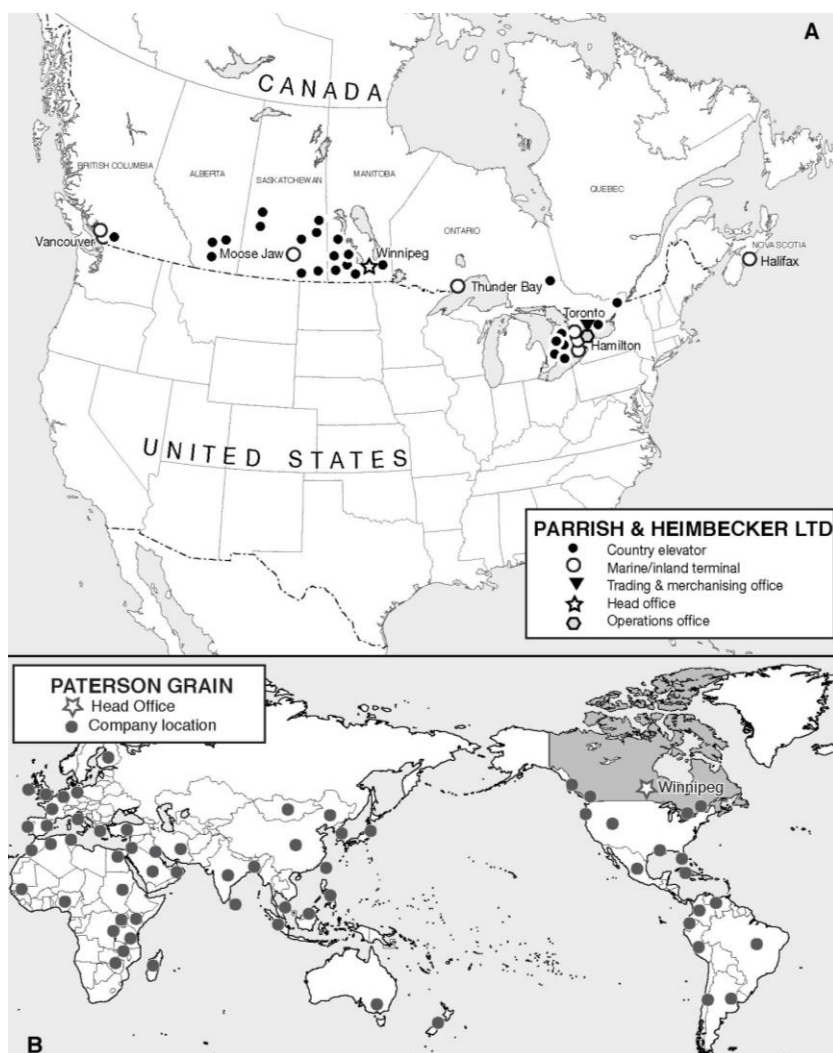 A
CANADA
BRITISH COLUMBIA
ALBERTA
SASKATCHEWAN
MANITOBA
ONTARIO
QUEBEC
NOVA SCOTIA
Vancouver
Moose Jaw
Winnipeg
Thunder Bay
Halifax
Toronto
Hamilton
UNITED STATES
PARRISH & HEIMBECKER LTD
Country elevator
Marine/inland terminal
Trading & merchanising office
Head office
Operations office
PATERSON GRAIN
Head Office
Company location
Winnipeg
B